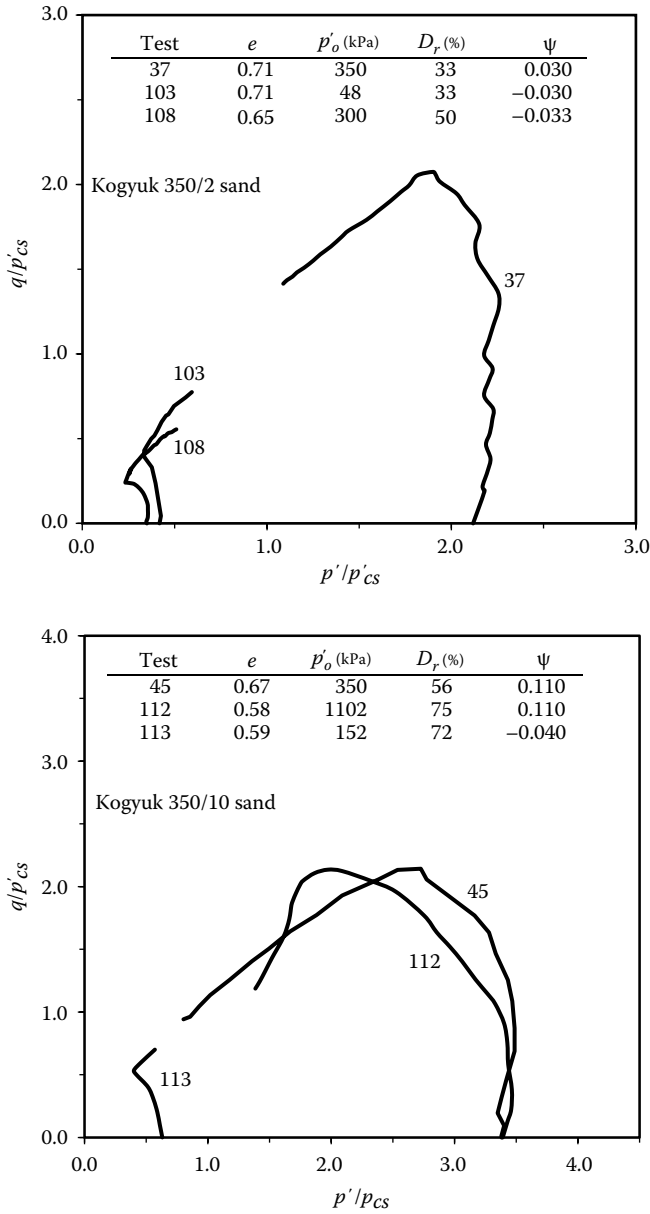 3.0
Test e p′o (kPa) Dr (%) ψ
37 0.71 350 33 0.030
103 0.71 48 33 −0.030
108 0.65 300 50 −0.033
Kogyuk 350/2 sand
2.0
q/p′cs
37
1.0
103
108
0.0
0.0 1.0 2.0 3.0
p′/p′cs
4.0
Test e p′o (kPa) Dr (%) ψ
45 0.67 350 56 0.110
112 0.58 1102 75 0.110
113 0.59 152 72 −0.040
3.0
Kogyuk 350/10 sand
q/p′cs
2.0
45
112
1.0
113
0.0
0.0 1.0 2.0 3.0 4.0
p′/pcs